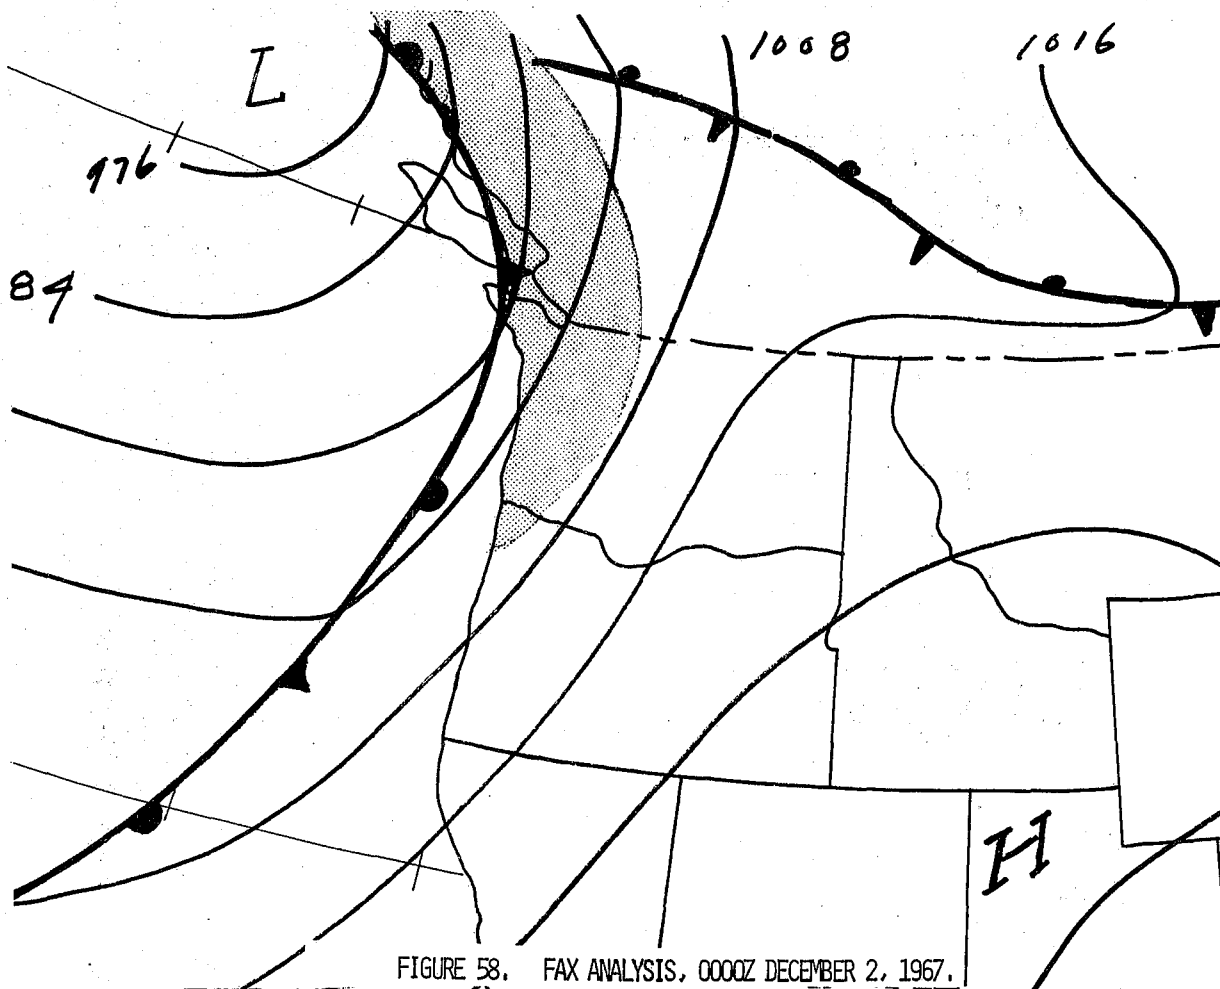 L
1008
1016
976
84
H
FIGURE 58. FAX ANALYSIS, 0000Z DECEMBER 2, 1967.